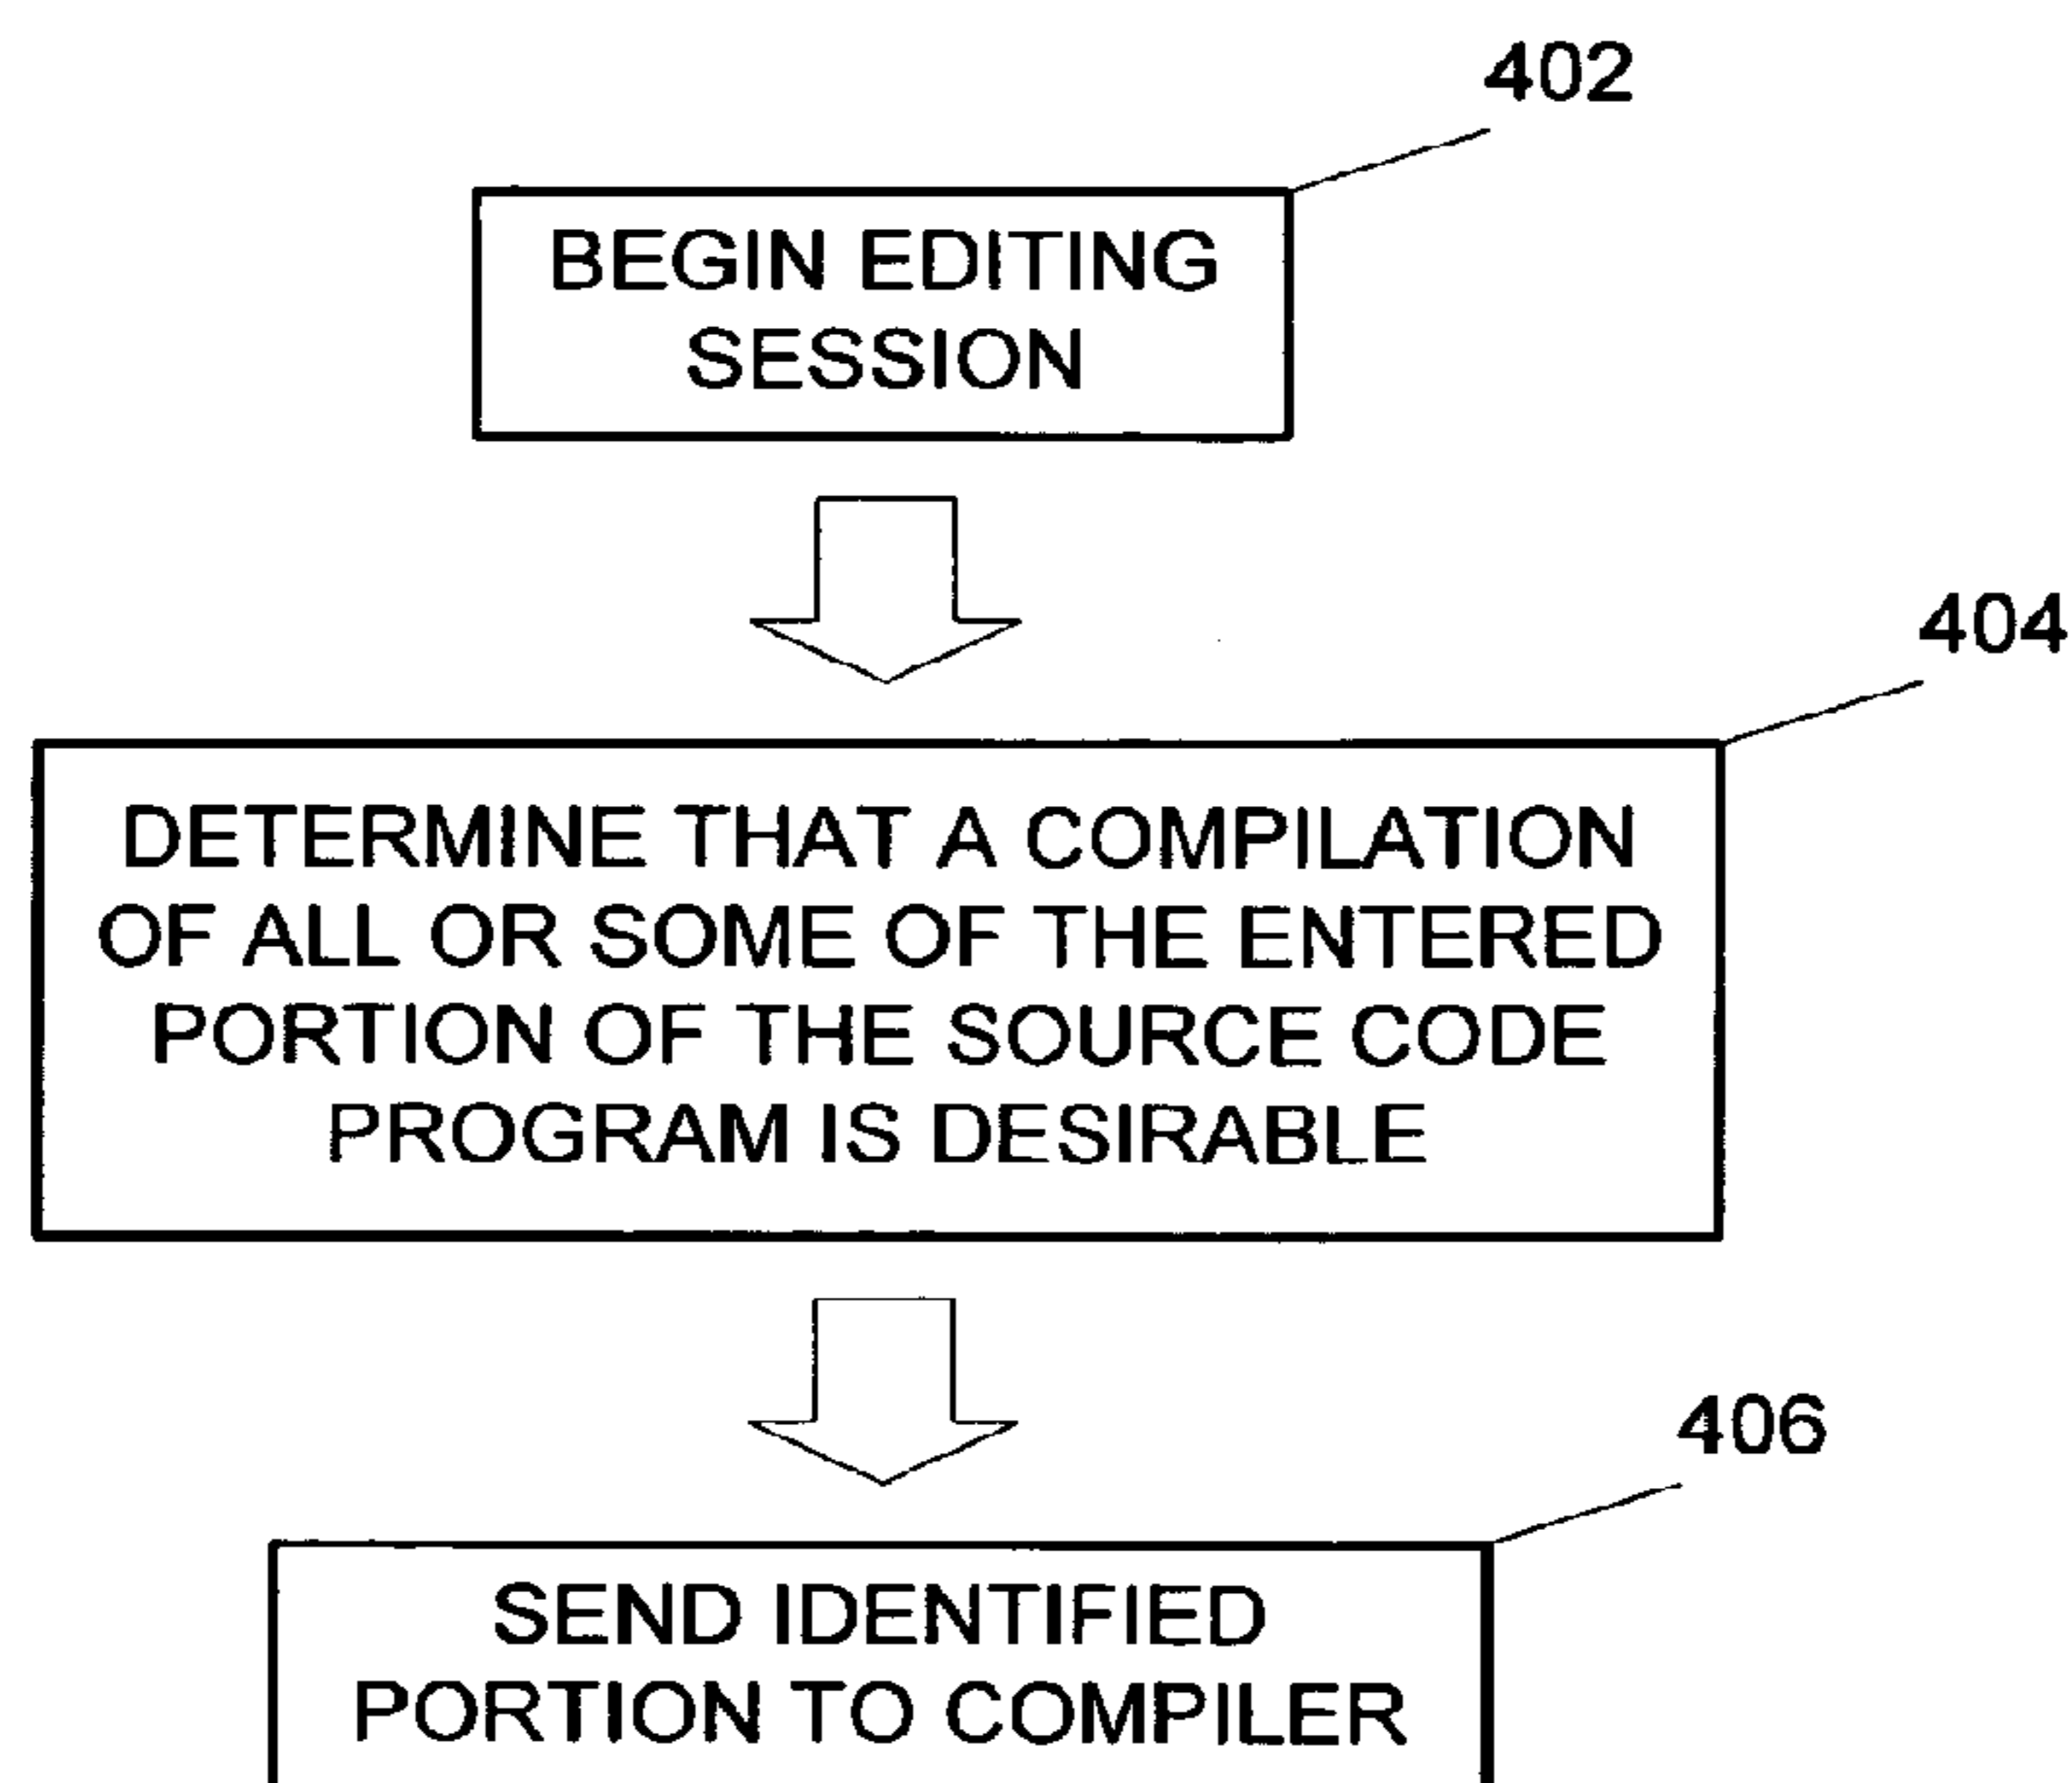 402
BEGIN EDITING
SESSION
404
DETERMINE THAT A COMPILATION
OF ALL OR SOME OF THE ENTERED
PORTION OF THE SOURCE CODE
PROGRAM IS DESIRABLE
406
SEND IDENTIFIED
PORTION TO COMPILER